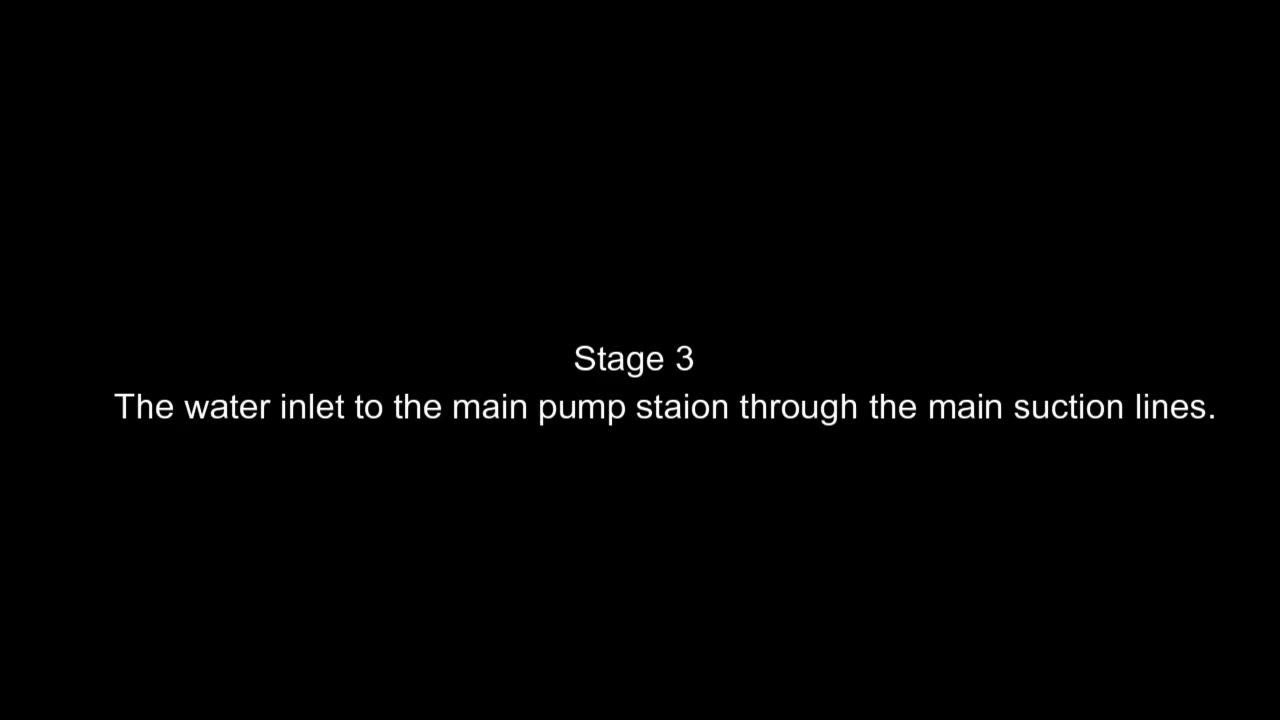 Stage 3
The water inlet to the main pump staion through the main suction lines.